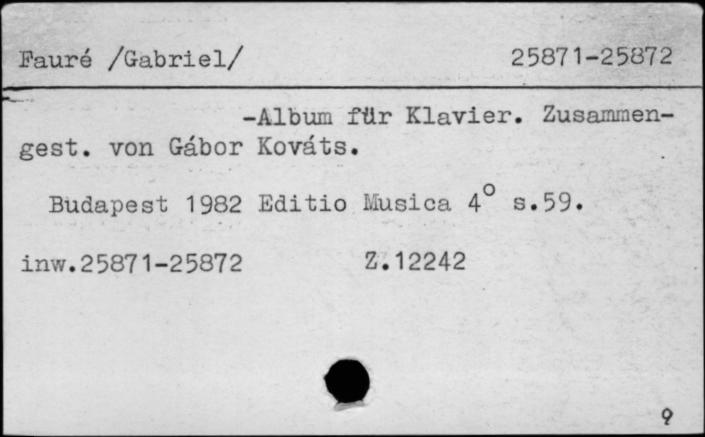 Fauré /Gabriel/ 25871-25872
-Album für Klavier. Zusammen-
gest. von Gábor Kováts.
Budapest 1982 Editio Musica 4° s.59.
inw.25871-25872 Z.12242